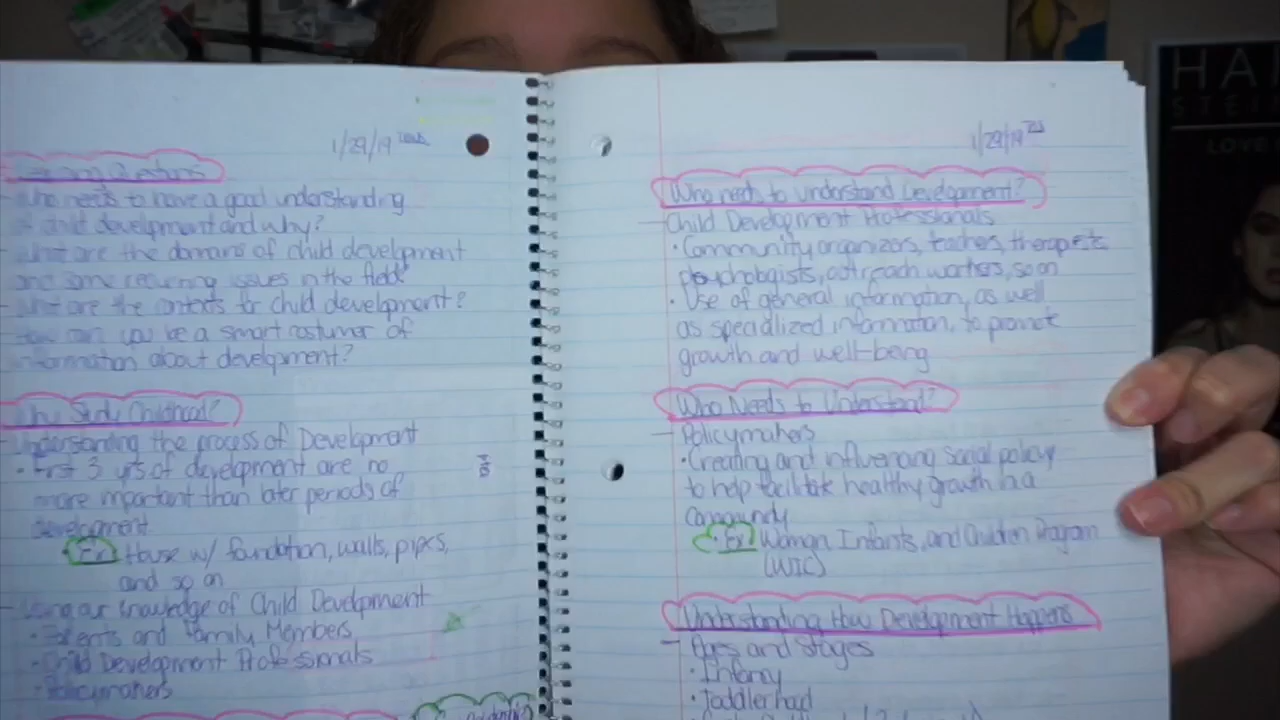 1/29/19
Questions
Who needs to have a good understanding
of child development and why?
What are the domains of child development
and some recurring issues in the field
What are the contexts for child development?
How can you be a smart costumer of
information about development?
Why Study Childhood?
Understanding the process of Development
• First 3 yrs of development are no
more important than later periods of
development.
Ex House w/ foundation, walls, pipes,
and so on
- Using our knowledge of Child Development
• Parents and Family Members
• Child Development Professionals
• Policymakers
1/29/19
Who needs to understand Development?
- Child Development Professionals
• Community organizers, teachers, therapists
psychologists, outreach workers, so on
• Use of general information, as well
as specialized information, to promote
growth and well-being
Who Needs to Understand?
- Policymakers
• Creating and influencing social policy
to help facilitate healthy growth in a
community
• Ex Woman, Infants, and Children Program
(WIC)
Understanding How Development Happens
- Ages and Stages
• Infancy
• Toddlerhood
HA
LOVE